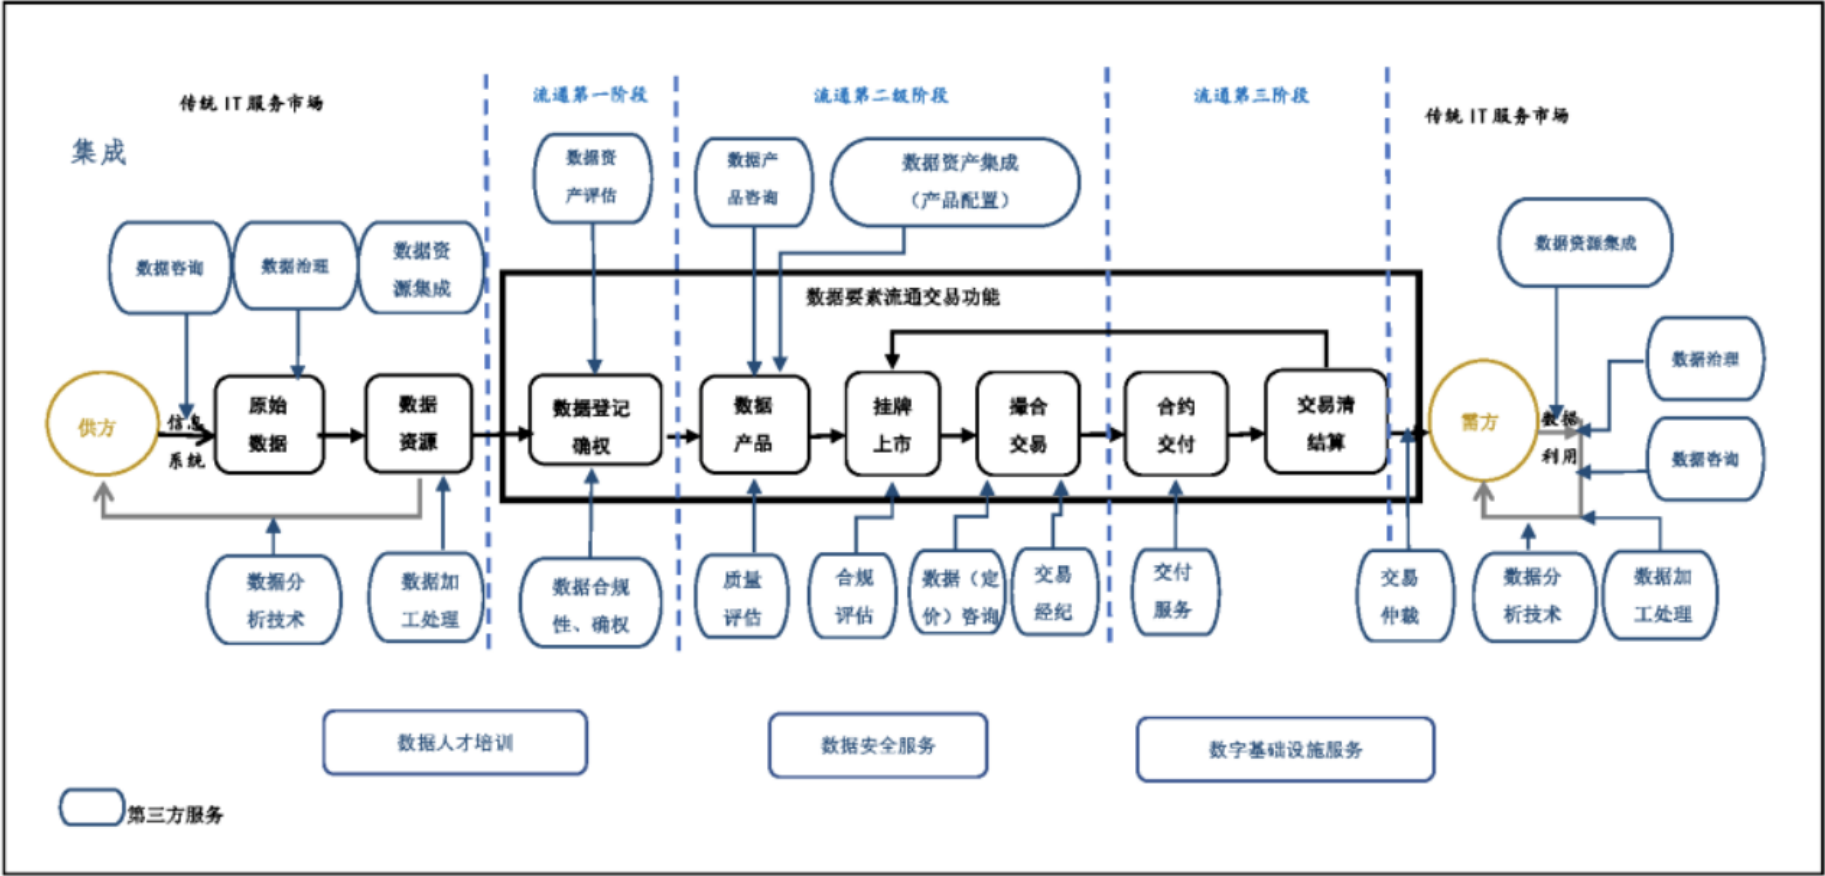 传统 IT 服务市场
流通第一阶段
流通第二级阶段
流通第三阶段
传统 IT 服务市场
集成
数据资
产评估
数据产
品咨询
数据资产集成
（产品配置）
数据咨询
数据治理
数据资
源集成
数据资源集成
数据要素流通交易功能
数据治理
供方
信息
系统
原始
数据
数据
资源
数据登记
确权
数据
产品
挂牌
上市
撮合
交易
合约
交付
交易清
结算
需方
数据
利用
数据咨询
数据分
析技术
数据加
工处理
数据合规
性、确权
质量
评估
合规
评估
数据（定
价）咨询
交易
经纪
交付
服务
交易
仲裁
数据分
析技术
数据加
工处理
数据人才培训
数据安全服务
数字基础设施服务
第三方服务